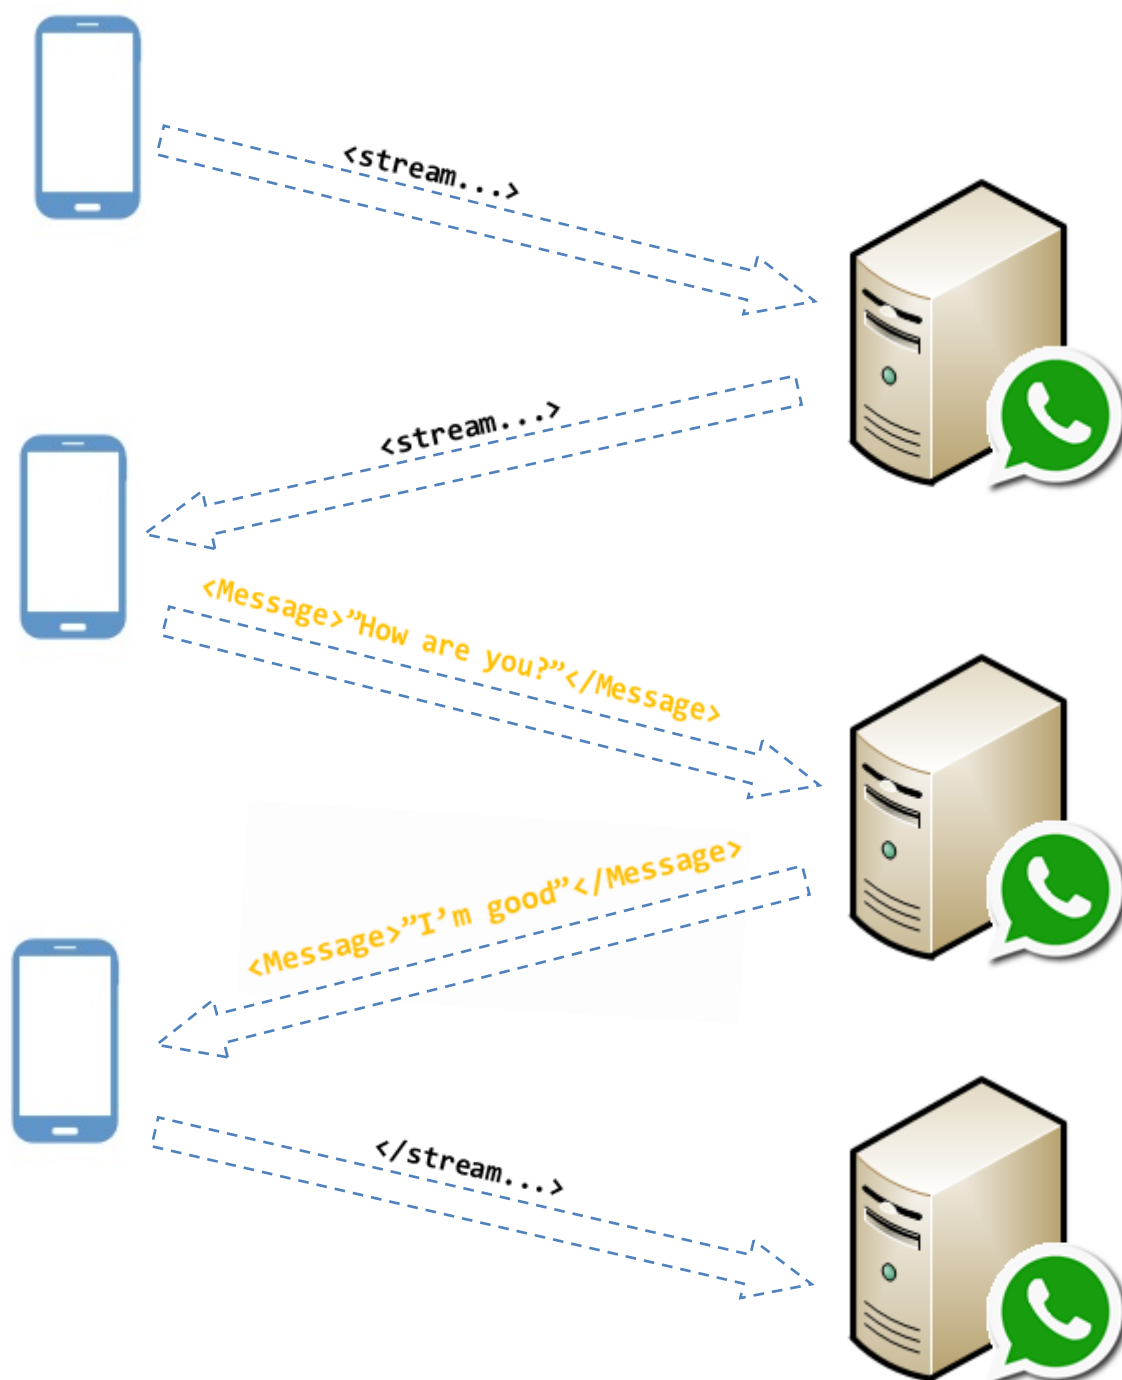 <stream...>
<stream...>
<Message>”How are you?”</Message>
<Message>”I’m good”</Message>
</stream...>